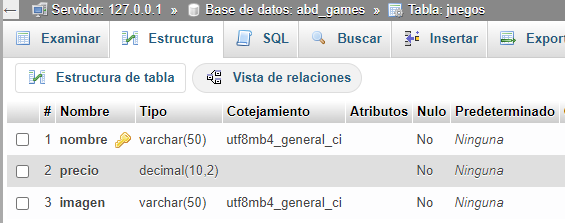 Servidor: 127.0.0.1 » Base de datos: abd_games » Tabla: juegos
Examinar Estructura SQL Buscar Insertar Export
Estructura de tabla Vista de relaciones
# Nombre Tipo Cotejamiento Atributos Nulo Predeterminado
1 nombre varchar(50) utf8mb4_general_ci No Ninguna
2 precio decimal(10,2) No Ninguna
3 imagen varchar(50) utf8mb4_general_ci No Ninguna